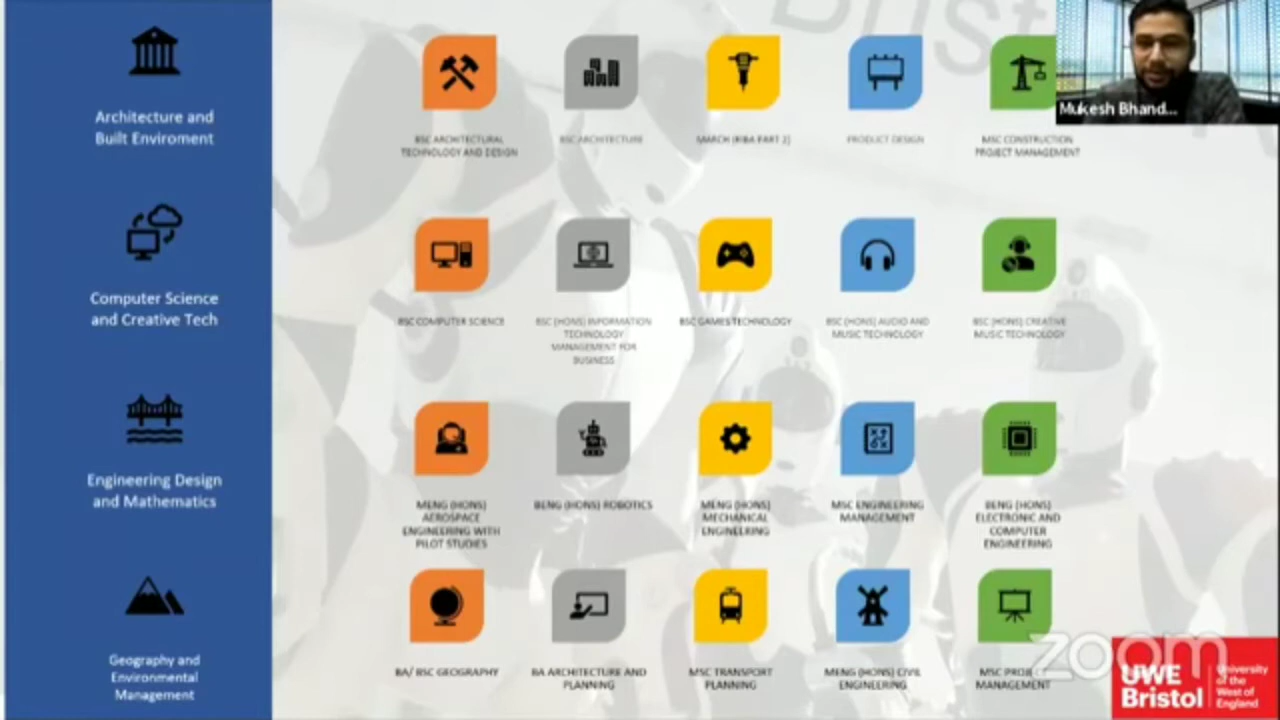 Brist
Mukesh Bhand...
Architecture and
Built Enviroment
BSC ARCHITECTURAL
TECHNOLOGY AND DESIGN
BSC ARCHITECTURE
MARCH (RIBA PART 2)
PRODUCT DESIGN
MSC CONSTRUCTION
PROJECT MANAGEMENT
Computer Science
and Creative Tech
BSC COMPUTER SCIENCE
BSC (HONS) INFORMATION
TECHNOLOGY
MANAGEMENT FOR
BUSINESS
BSC GAMES TECHNOLOGY
BSC (HONS) AUDIO AND
MUSIC TECHNOLOGY
BSC (HONS) CREATIVE
MUSIC TECHNOLOGY
Engineering Design
and Mathematics
MENG (HONS)
AEROSPACE
ENGINEERING WITH
PILOT STUDIES
BENG (HONS) ROBOTICS
MENG (HONS)
MECHANICAL
ENGINEERING
MSC ENGINEERING
MANAGEMENT
BENG (HONS)
ELECTRONIC AND
COMPUTER
ENGINEERING
Geography and
Environmental
Management
BA/ BSC GEOGRAPHY
BA ARCHITECTURE AND
PLANNING
MSC TRANSPORT
PLANNING
MENG (HONS) CIVIL
ENGINEERING
MSC PROJECT
MANAGEMENT
zoom
UWE
Bristol
University
of the
West of
England